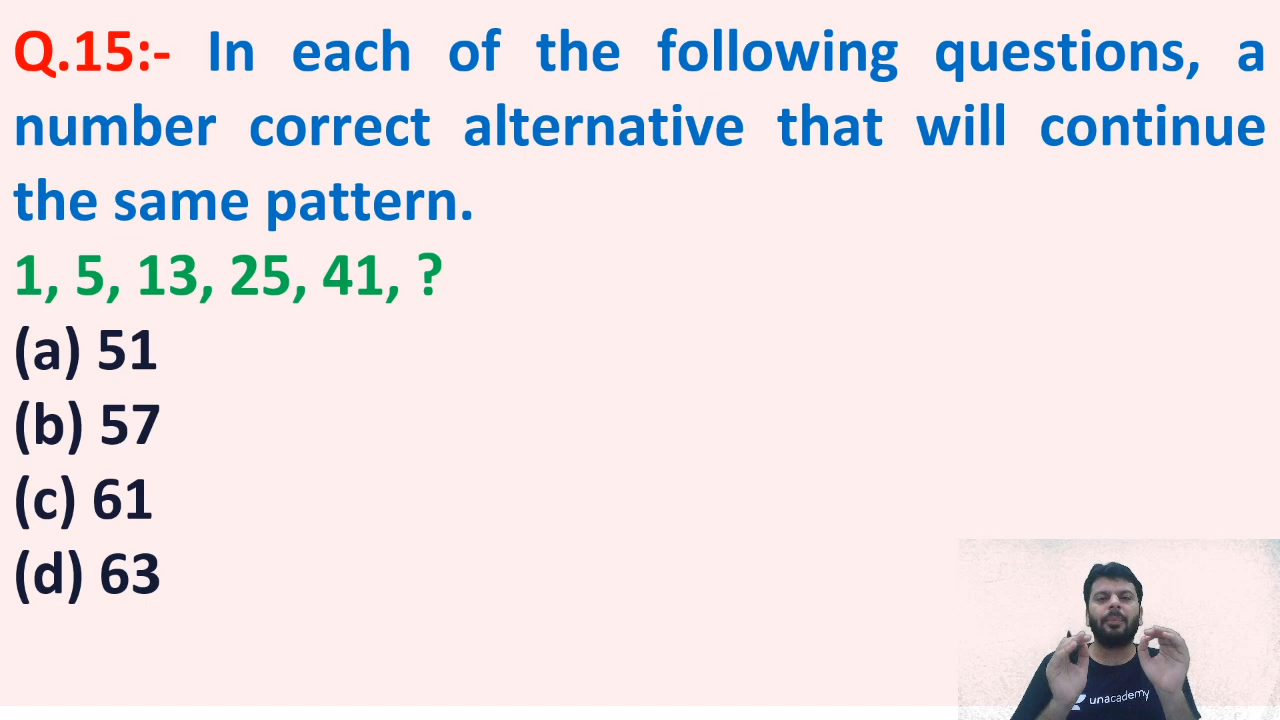 Q.15:- In each of the following questions, a
number correct alternative that will continue
the same pattern.
1, 5, 13, 25, 41, ?
(a) 51
(b) 57
(c) 61
(d) 63
unacademy